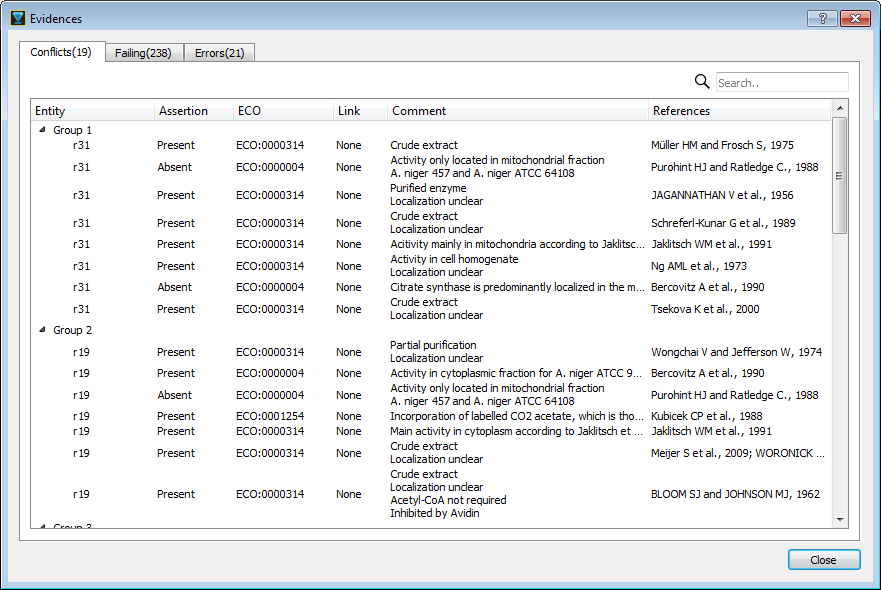 Evidences
Conflicts(19) Failing(238) Errors(21)
Search..
Entity Assertion ECO Link Comment References
Group 1
r31 Present ECO:0000314 None Crude extract Müller HM and Frosch S, 1975
r31 Absent ECO:0000004 None Activity only located in mitochondrial fraction Purohint HJ and Ratledge C., 1988
A. niger 457 and A. niger ATCC 64108
r31 Present ECO:0000314 None Purified enzyme JAGANNATHAN V et al., 1956
Localization unclear
r31 Present ECO:0000314 None Crude extract Schreferl-Kunar G et al., 1989
Localization unclear
r31 Present ECO:0000314 None Acitivity mainly in mitochondria according to Jaklitsc... Jaklitsch WM et al., 1991
r31 Present ECO:0000314 None Activity in cell homogenate Ng AML et al., 1973
Localization unclear
r31 Absent ECO:0000004 None Citrate synthase is predominantly localized in the m... Bercovitz A et al., 1990
r31 Present ECO:0000314 None Crude extract Tsekova K et al., 2000
Localization unclear
Group 2
r19 Present ECO:0000314 None Partial purification Wongchai V and Jefferson W, 1974
Localization unclear
r19 Present ECO:0000004 None Activity in cytoplasmic fraction for A. niger ATCC 9... Bercovitz A et al., 1990
r19 Absent ECO:0000004 None Activity only located in mitochondrial fraction Purohint HJ and Ratledge C., 1988
A. niger 457 and A. niger ATCC 64108
r19 Present ECO:0001254 None Incorporation of labelled CO2 acetate, which is tho... Kubicek CP et al., 1988
r19 Present ECO:0000314 None Main activity in cytoplasm according to Jaklitsch et ... Jaklitsch WM et al., 1991
r19 Present ECO:0000314 None Crude extract Meijer S et al., 2009; WORONICK ...
Localization unclear
r19 Present ECO:0000314 None Crude extract BLOOM SJ and JOHNSON MJ, 1962
Localization unclear
Acetyl-CoA not required
Inhibited by Avidin
Group 3
Close